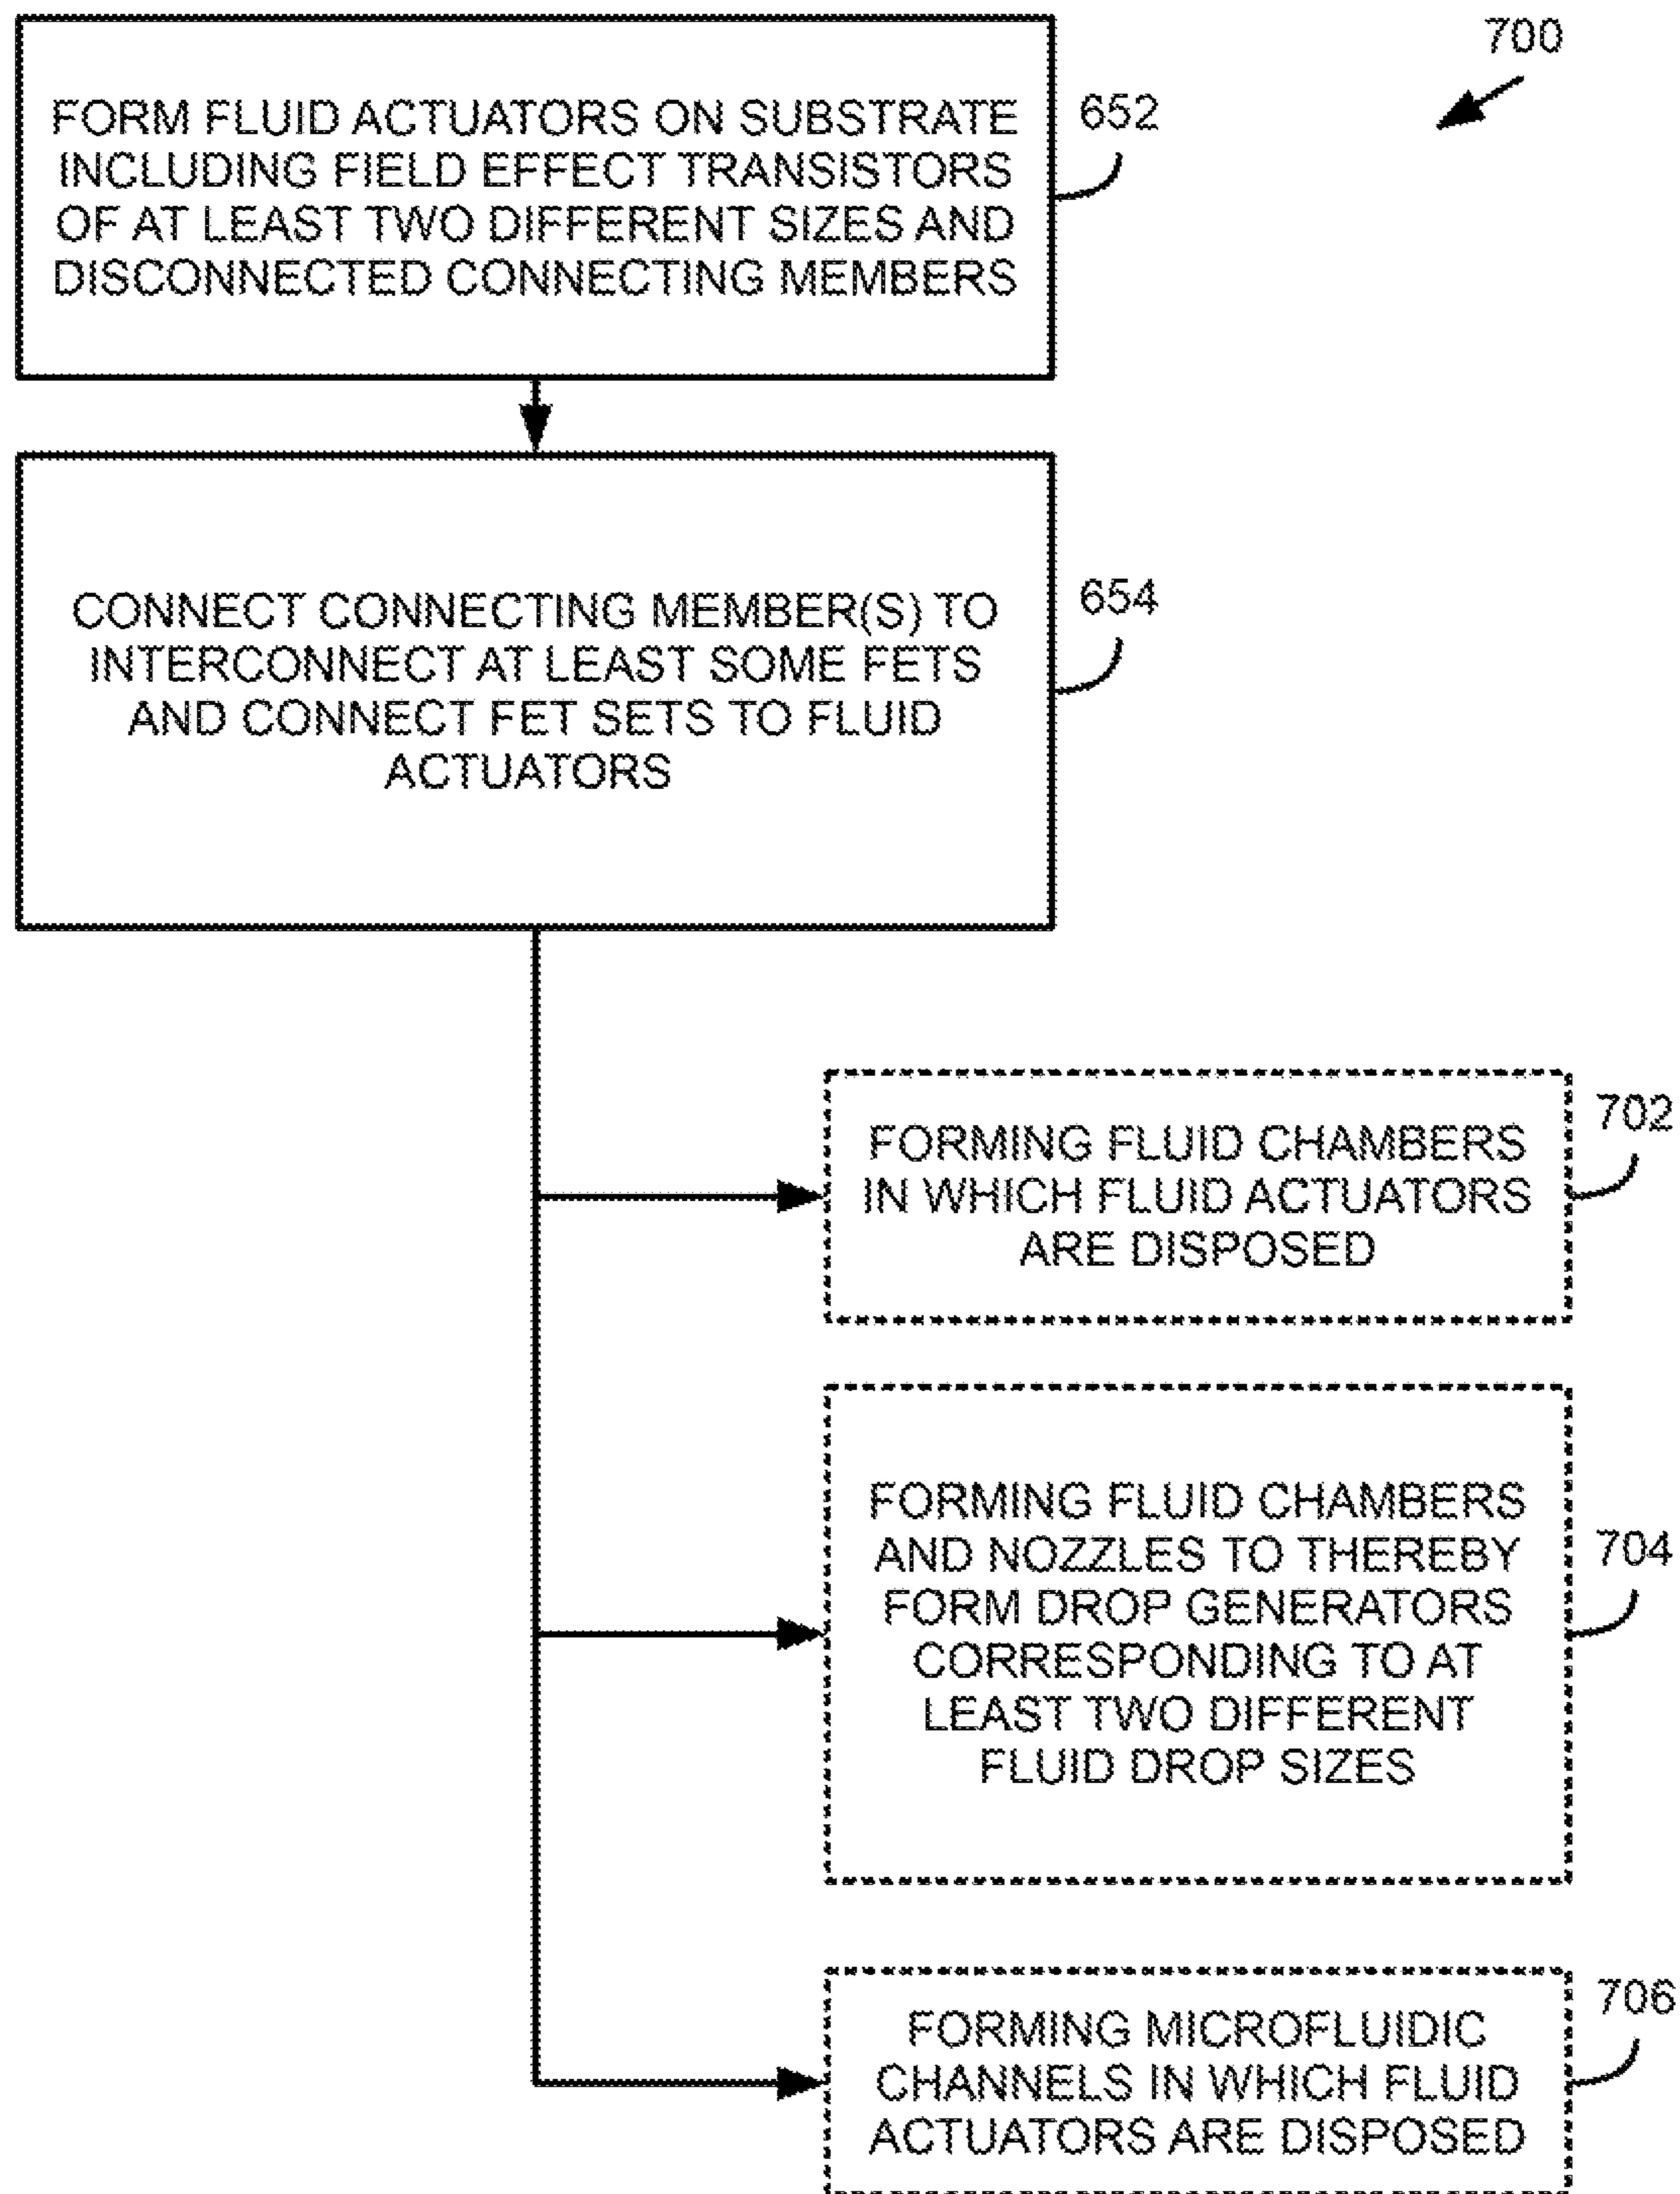 700
FORM FLUID ACTUATORS ON SUBSTRATE
INCLUDING FIELD EFFECT TRANSISTORS
OF AT LEAST TWO DIFFERENT SIZES AND
DISCONNECTED CONNECTING MEMBERS
652
CONNECT CONNECTING MEMBER(S) TO
INTERCONNECT AT LEAST SOME FETS
AND CONNECT FET SETS TO FLUID
ACTUATORS
654
FORMING FLUID CHAMBERS
IN WHICH FLUID ACTUATORS
ARE DISPOSED
702
FORMING FLUID CHAMBERS
AND NOZZLES TO THEREBY
FORM DROP GENERATORS
CORRESPONDING TO AT
LEAST TWO DIFFERENT
FLUID DROP SIZES
704
FORMING MICROFLUIDIC
CHANNELS IN WHICH FLUID
ACTUATORS ARE DISPOSED
706